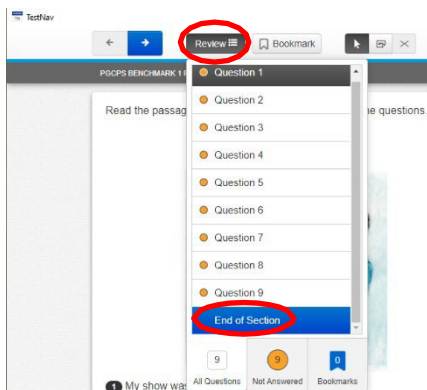 TestNav
Review Bookmark
PGCPS BENCHMARK 1
Question 1
Read the passag
e questions.
Question 2
Question 3
Question 4
Question 5
Question 6
Question 7
Question 8
Question 9
End of Section
9 9 0
All Questions Not Answered Bookmarks
1 My show was